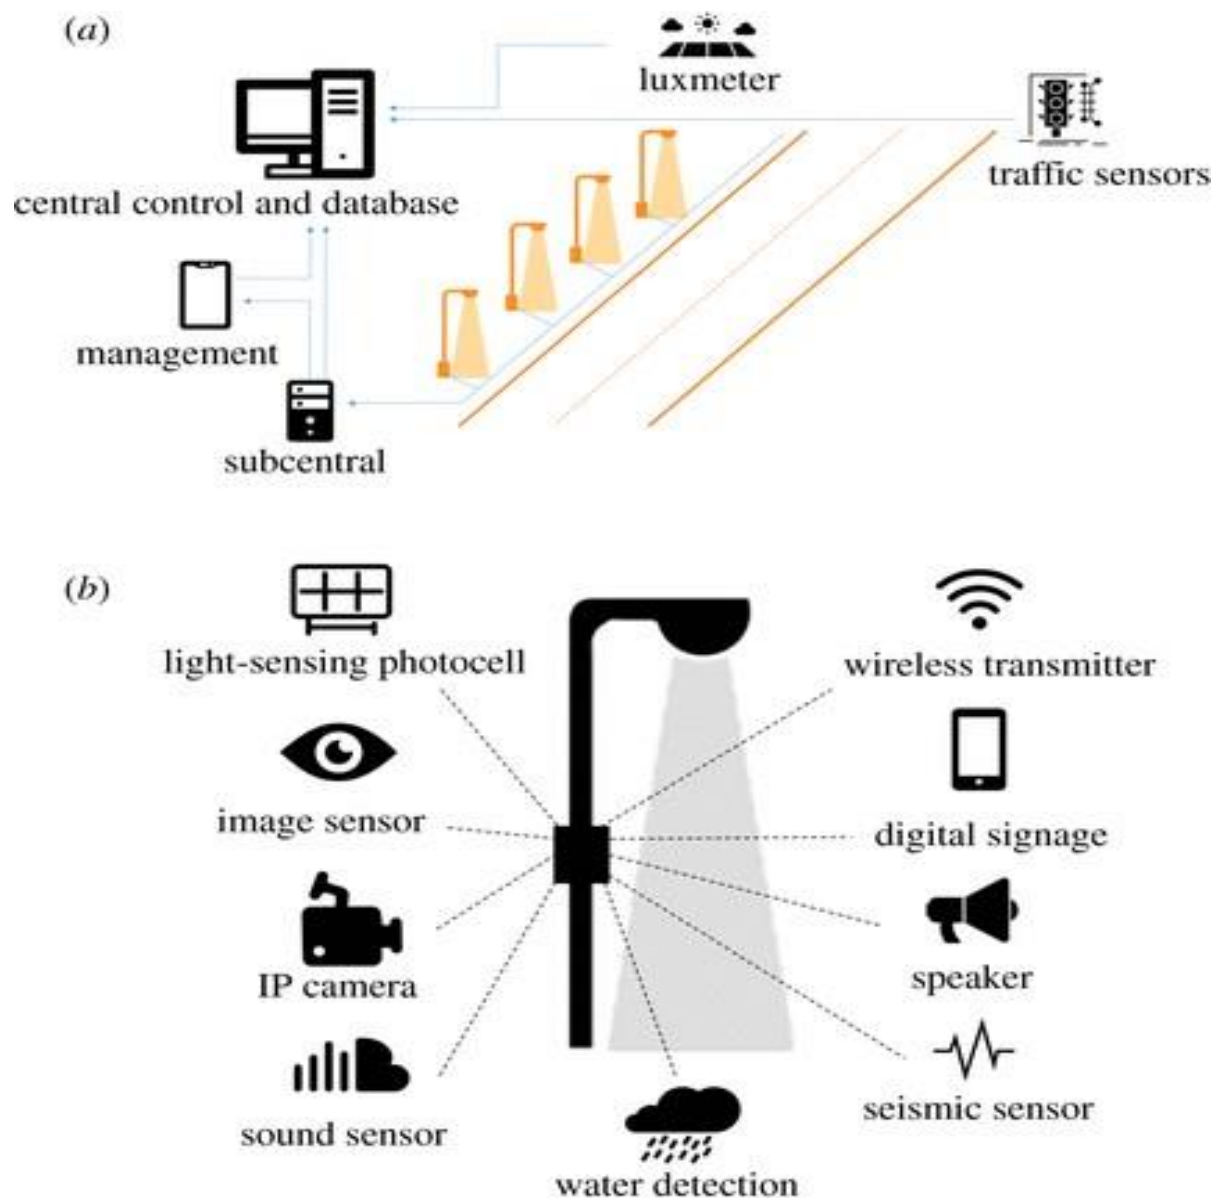 (a)
luxmeter
traffic sensors
central control and database
management
subcentral
(b)
light-sensing photocell
wireless transmitter
image sensor
digital signage
IP camera
speaker
sound sensor
seismic sensor
water detection